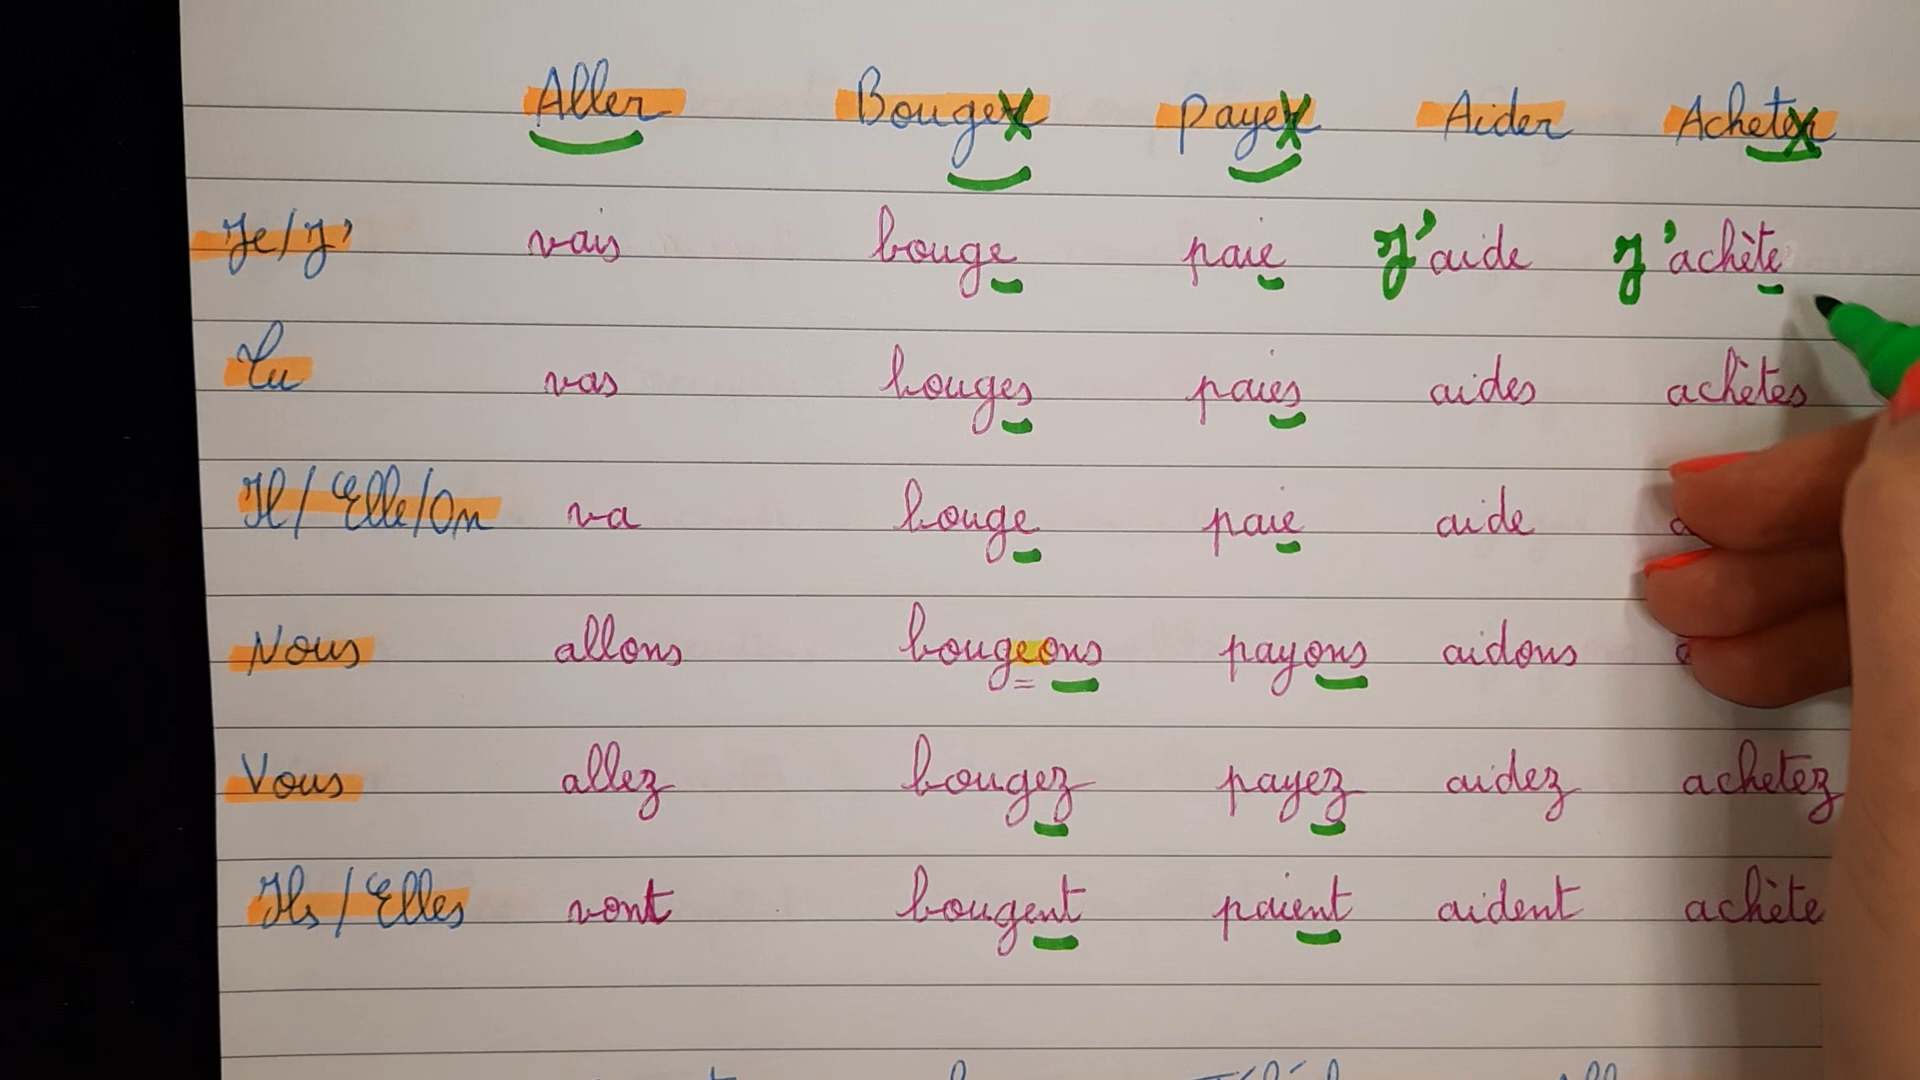 Aller Bouger Payer Aider Acheter
Je/J' vais bouge paie J'aide J'achète
Tu vas bouges paies aides achètes
Il/Elle/On va bouge paie aide
Nous allons bougeons payons aidons
Vous allez bougez payez aidez achetez
Ils/Elles vont bougent paient aident achète